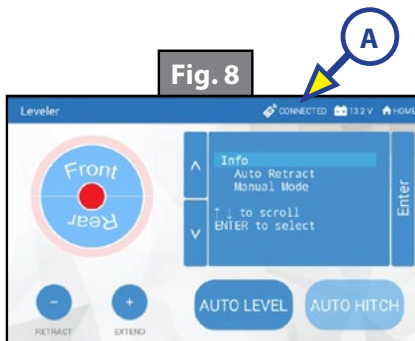 A
Fig. 8
Leveler CONNECTED 13.2 V HOME
Front
Rear
Info
Auto Retract
Manual Mode
↑ ↓ to scroll
ENTER to select
Enter
− +
RETRACT EXTEND
AUTO LEVEL AUTO HITCH